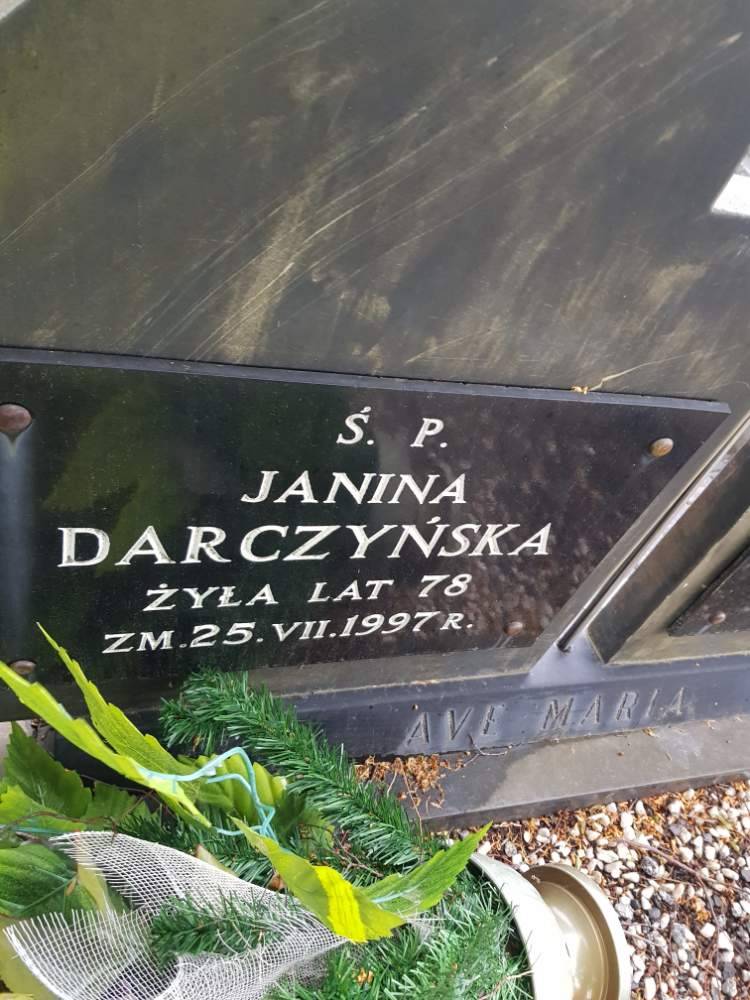 Ś. P.
JANINA
DARCZYŃSKA
ŻYŁA LAT 78
ZM. 25. VII. 1997 R.
AVE MARIA